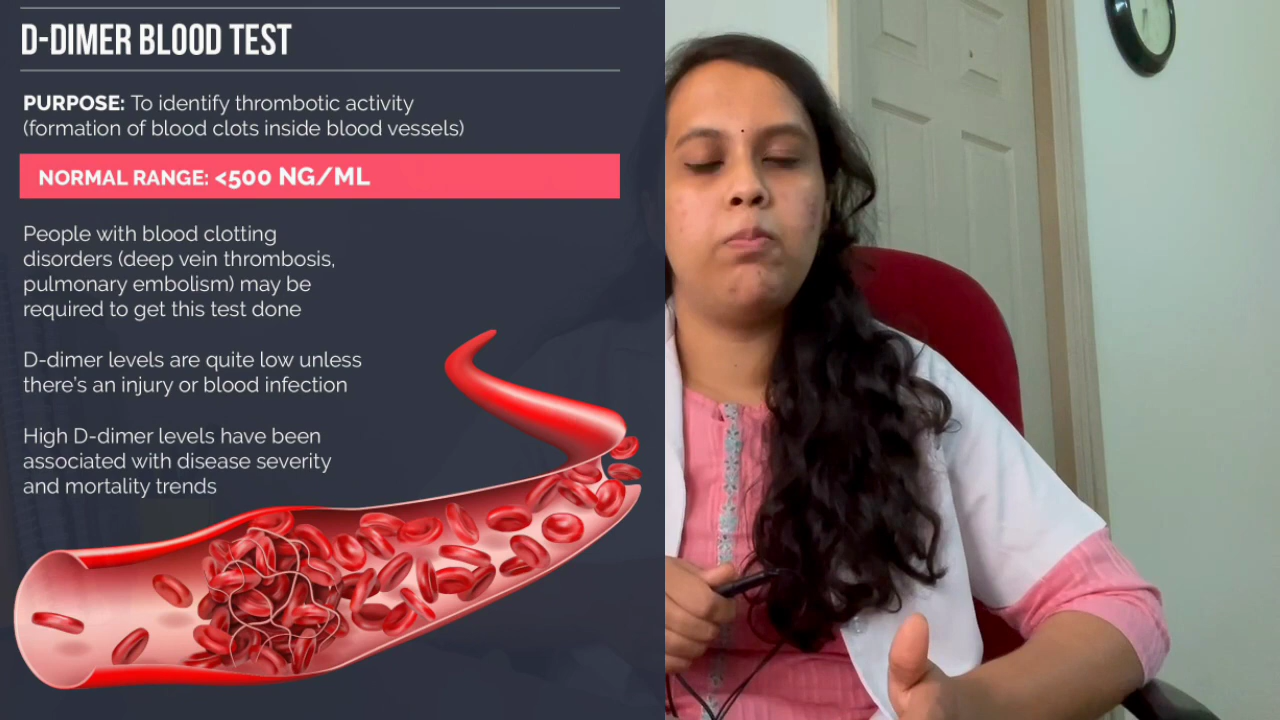 D-DIMER BLOOD TEST
PURPOSE: To identify thrombotic activity
(formation of blood clots inside blood vessels)
NORMAL RANGE: <500 NG/ML
People with blood clotting
disorders (deep vein thrombosis,
pulmonary embolism) may be
required to get this test done
D-dimer levels are quite low unless
there's an injury or blood infection
High D-dimer levels have been
associated with disease severity
and mortality trends